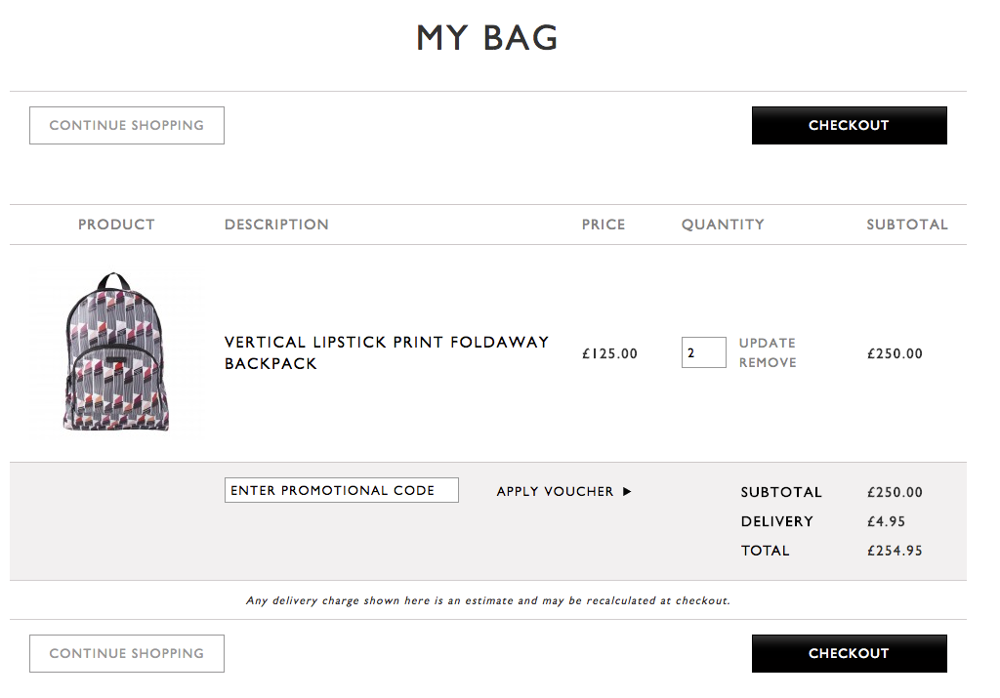 MY BAG
CONTINUE SHOPPING
CHECKOUT
PRODUCT DESCRIPTION PRICE QUANTITY SUBTOTAL
VERTICAL LIPSTICK PRINT FOLDAWAY
BACKPACK
£125.00
2
UPDATE
REMOVE
£250.00
ENTER PROMOTIONAL CODE
APPLY VOUCHER ►
SUBTOTAL £250.00
DELIVERY £4.95
TOTAL £254.95
Any delivery charge shown here is an estimate and may be recalculated at checkout.
CONTINUE SHOPPING
CHECKOUT